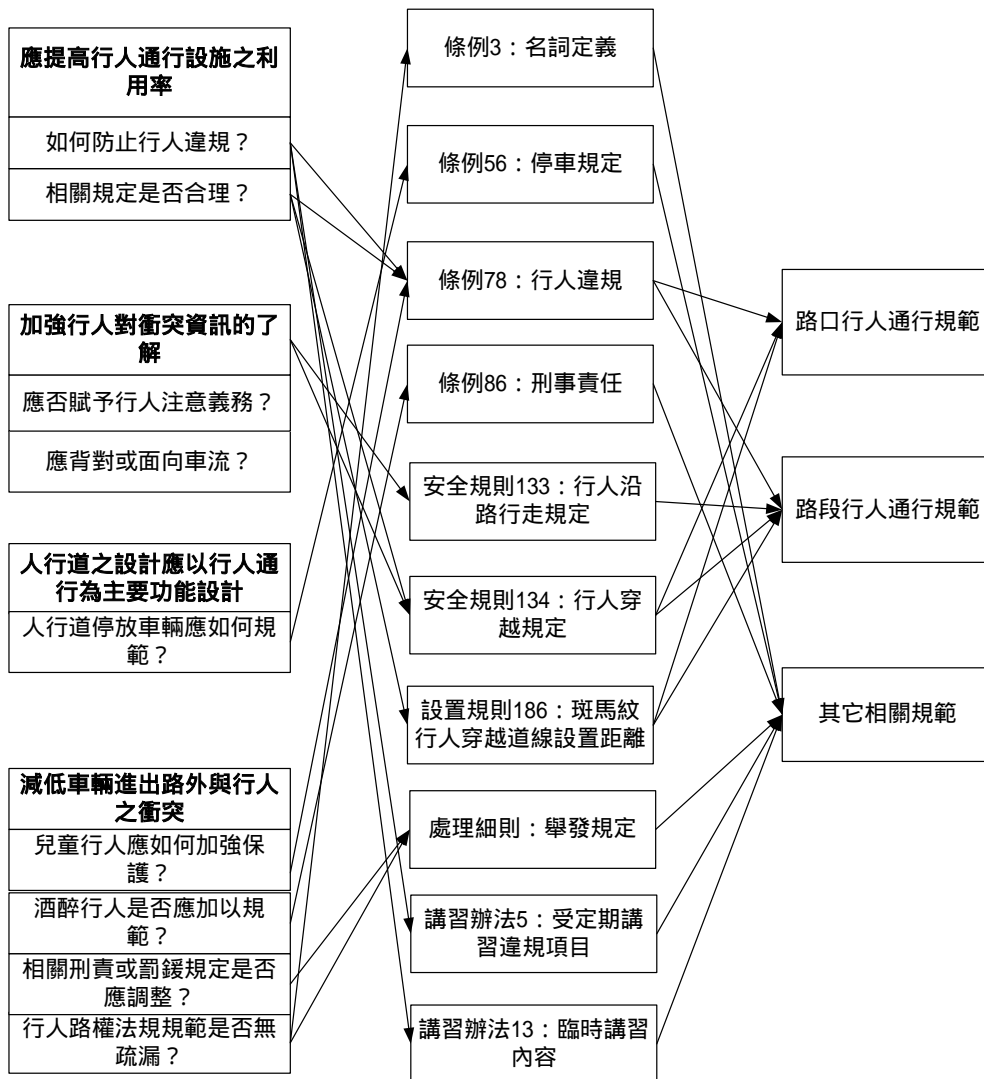 應提高行人通行設施之利
用率
如何防止行人違規？
相關規定是否合理？
加強行人對衝突資訊的了
解
應否賦予行人注意義務？
應背對或面向車流？
人行道之設計應以行人通
行為主要功能設計
人行道停放車輛應如何規
範？
減低車輛進出路外與行人
之衝突
兒童行人應如何加強保
護？
酒醉行人是否應加以規
範？
相關刑責或罰鍰規定是否
應調整？
行人路權法規規範是否無
疏漏？
條例3：名詞定義
條例56：停車規定
條例78：行人違規
條例86：刑事責任
安全規則133：行人沿
路行走規定
安全規則134：行人穿
越規定
設置規則186：斑馬紋
行人穿越道線設置距離
處理細則：舉發規定
講習辦法5：受定期講
習違規項目
講習辦法13：臨時講習
內容
路口行人通行規範
路段行人通行規範
其它相關規範